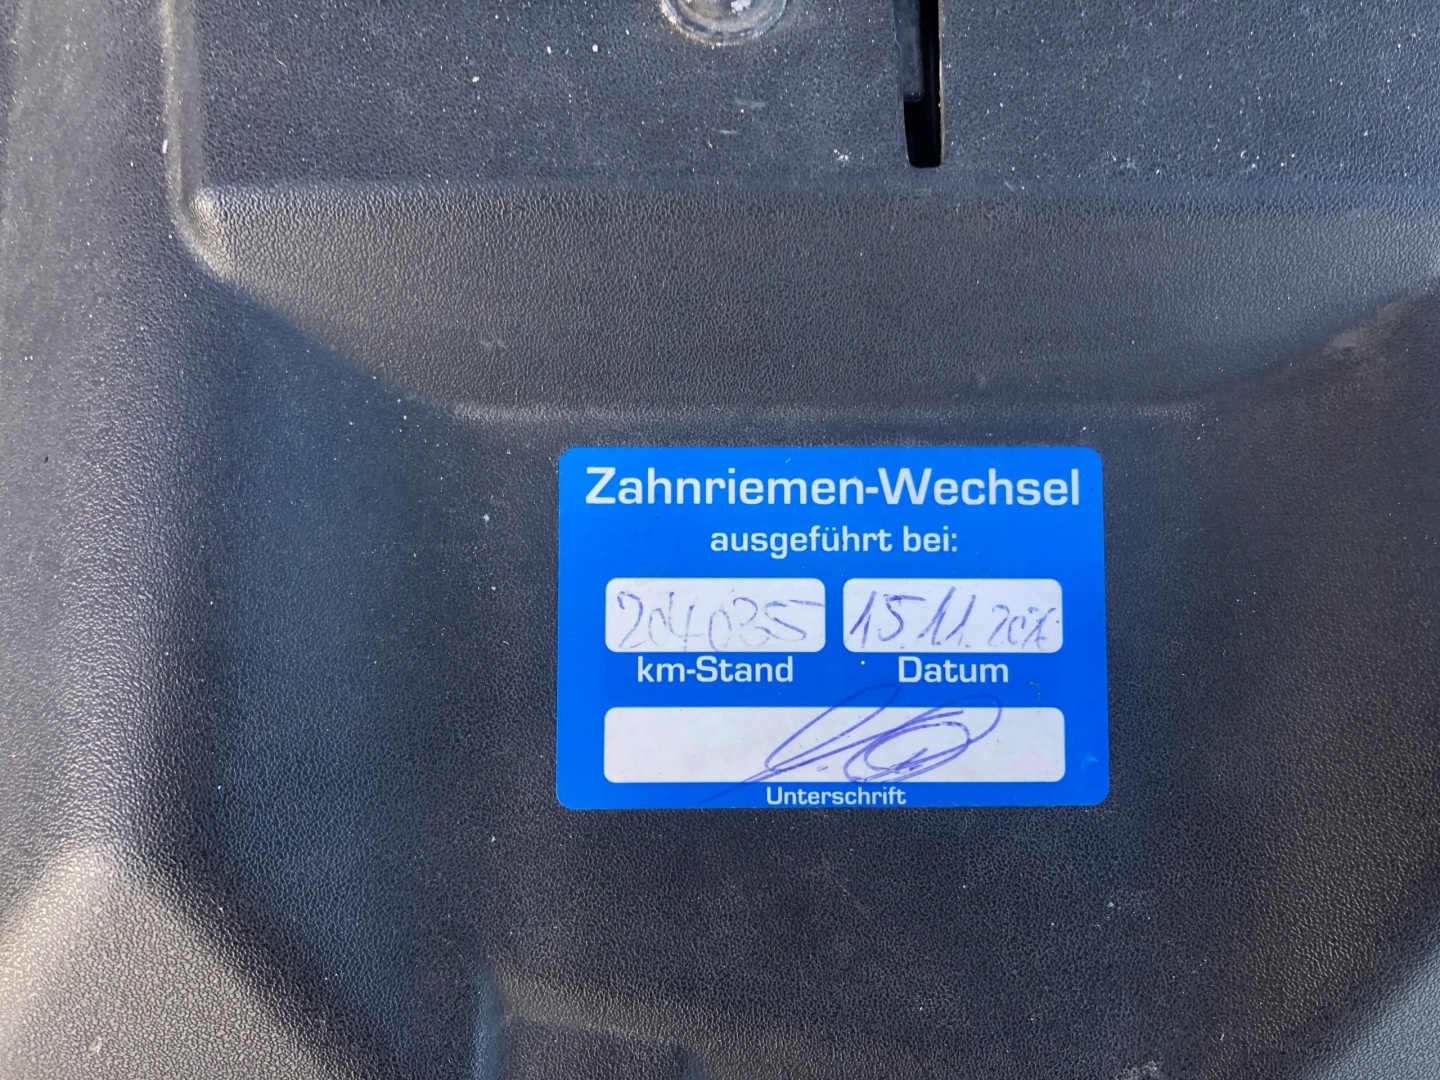 Zahnriemen-Wechsel
ausgeführt bei:
204035 15.11.
km-Stand Datum
Unterschrift